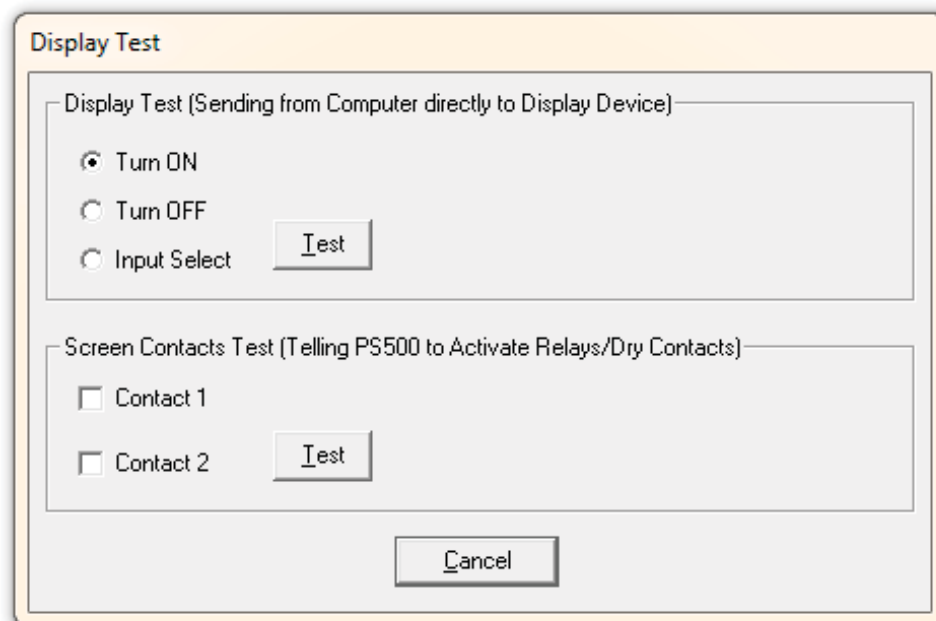 Display Test
Display Test (Sending from Computer directly to Display Device)
Turn ON
Turn OFF
Input Select
Test
Screen Contacts Test (Telling PS500 to Activate Relays/Dry Contacts)
Contact 1
Contact 2
Test
Cancel